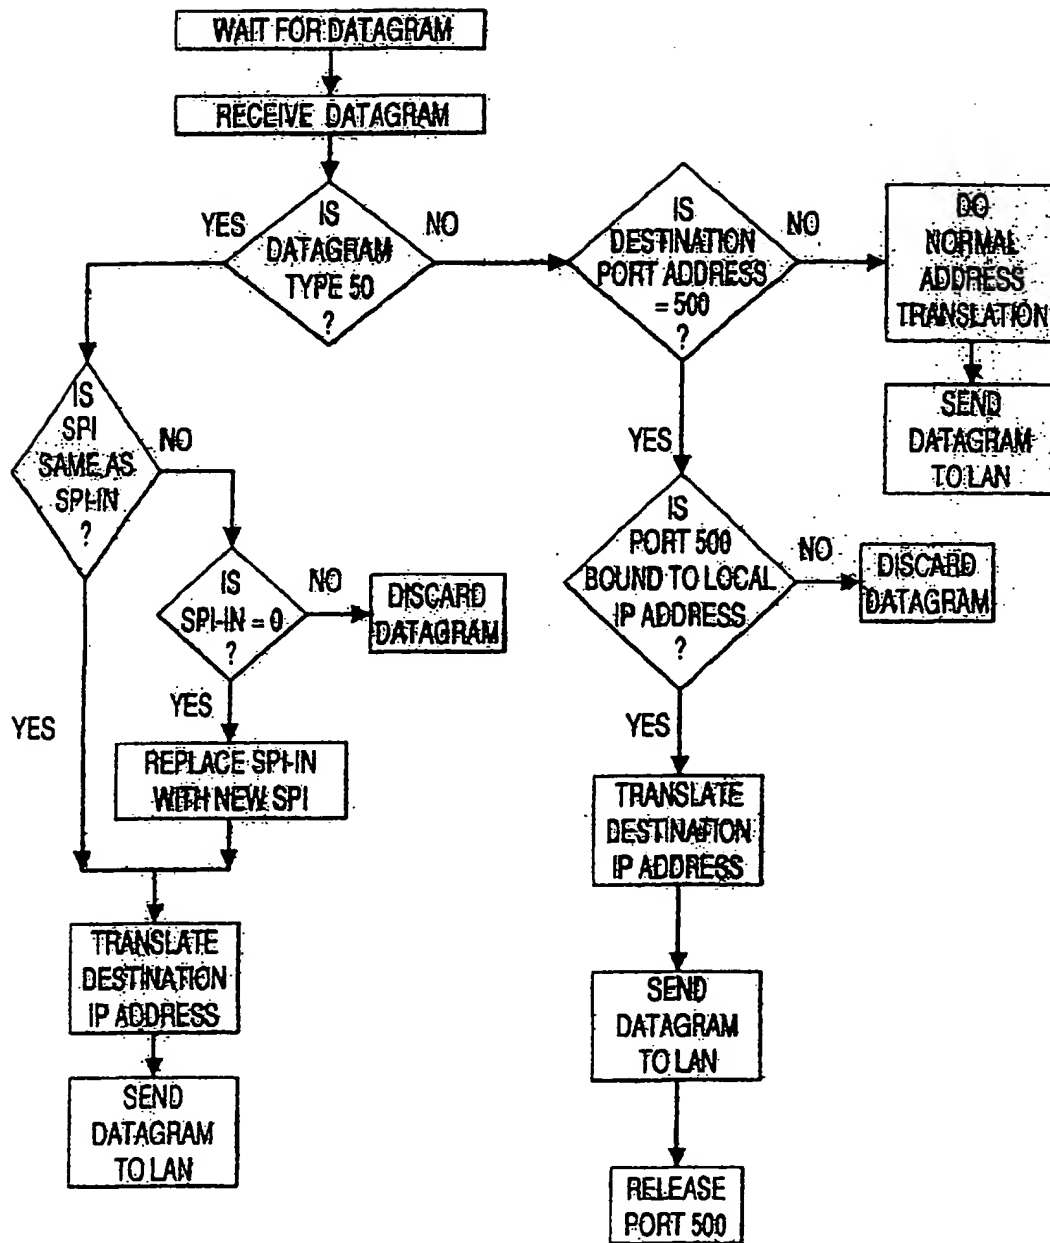 WAIT FOR DATAGRAM
RECEIVE DATAGRAM
YES
IS
DATAGRAM
TYPE 50
?
NO
IS
DESTINATION
PORT ADDRESS
= 500
?
NO
DO
NORMAL
ADDRESS
TRANSLATION
SEND
DATAGRAM
TO LAN
IS
SPI
SAME AS
SPI-IN
?
NO
YES
IS
SPI-IN = 0
?
NO
DISCARD
DATAGRAM
YES
REPLACE SPI-IN
WITH NEW SPI
TRANSLATE
DESTINATION
IP ADDRESS
SEND
DATAGRAM
TO LAN
YES
IS
PORT 500
BOUND TO LOCAL
IP ADDRESS
?
NO
DISCARD
DATAGRAM
YES
TRANSLATE
DESTINATION
IP ADDRESS
SEND
DATAGRAM
TO LAN
RELEASE
PORT 500